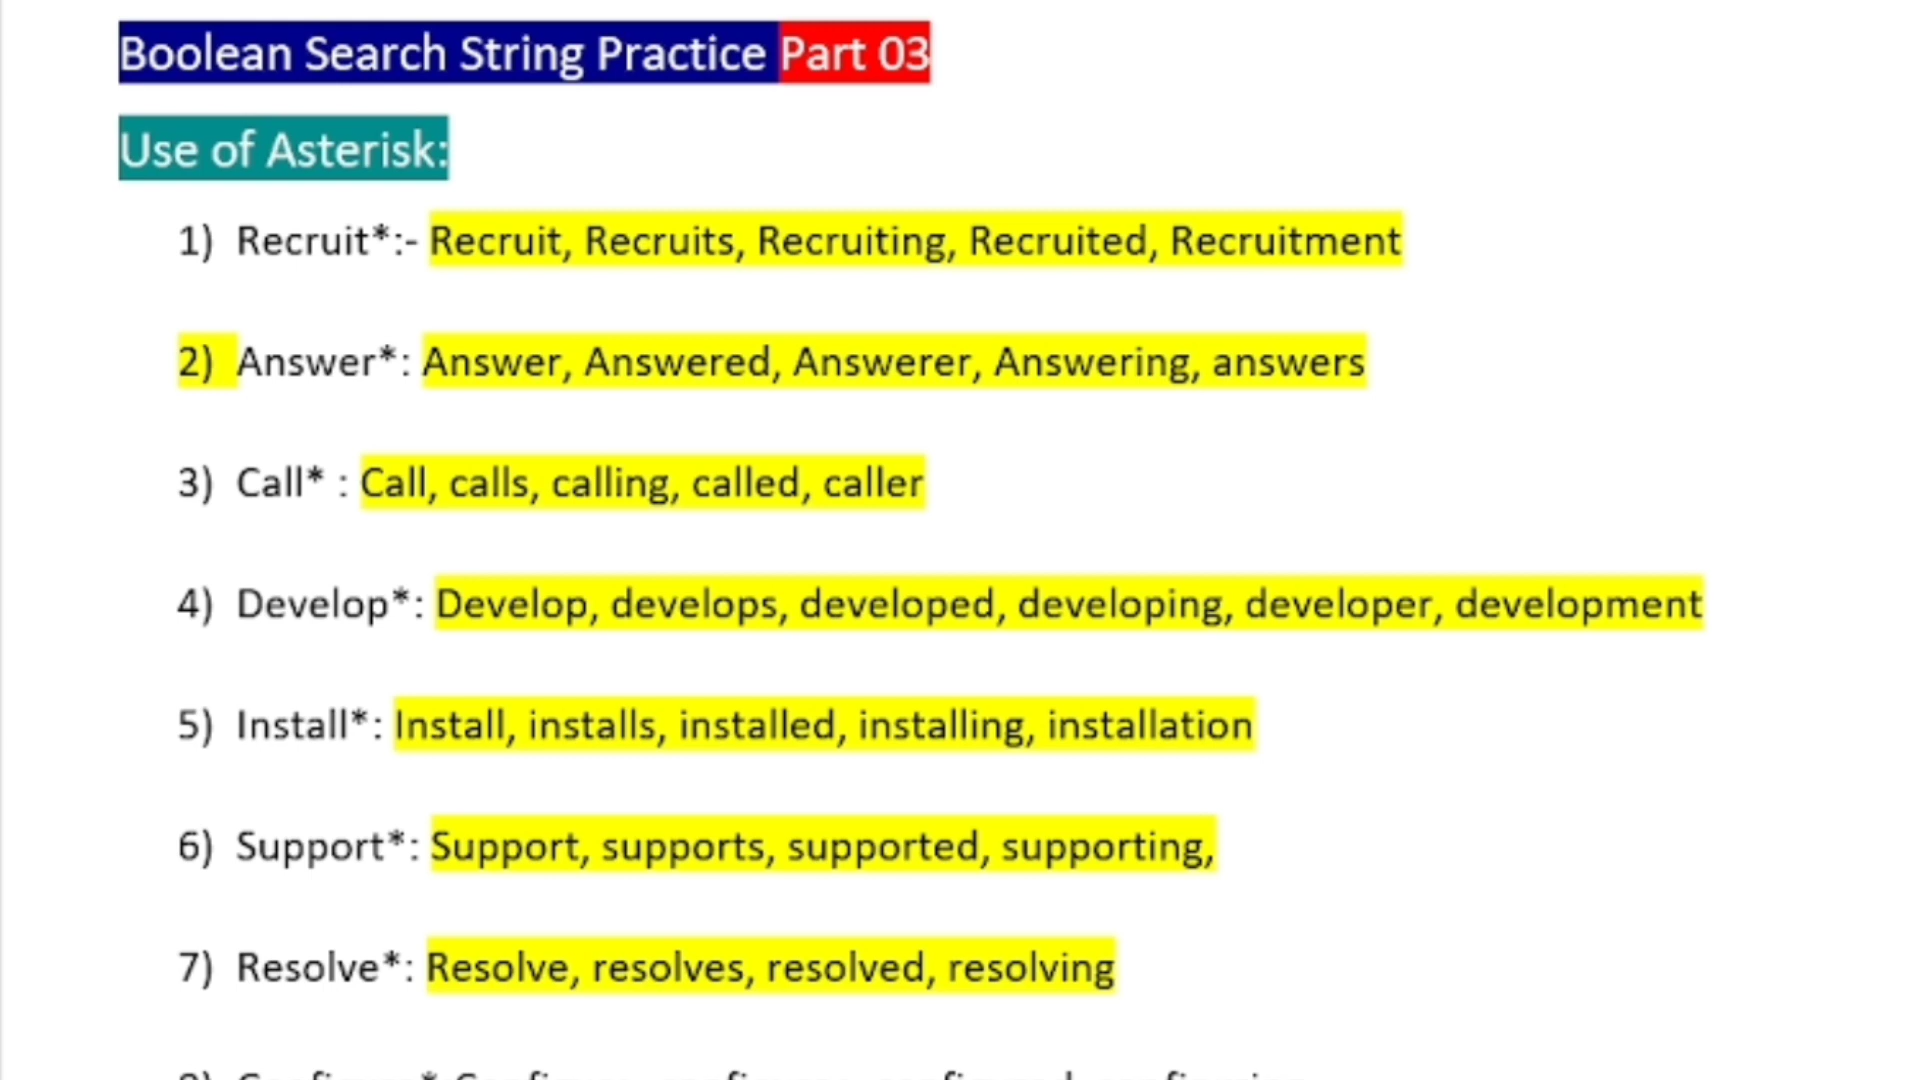 Boolean Search String Practice Part 03
Use of Asterisk:
1) Recruit*:- Recruit, Recruits, Recruiting, Recruited, Recruitment
2) Answer*: Answer, Answered, Answerer, Answering, answers
3) Call* : Call, calls, calling, called, caller
4) Develop*: Develop, develops, developed, developing, developer, development
5) Install*: Install, installs, installed, installing, installation
6) Support*: Support, supports, supported, supporting,
7) Resolve*: Resolve, resolves, resolved, resolving